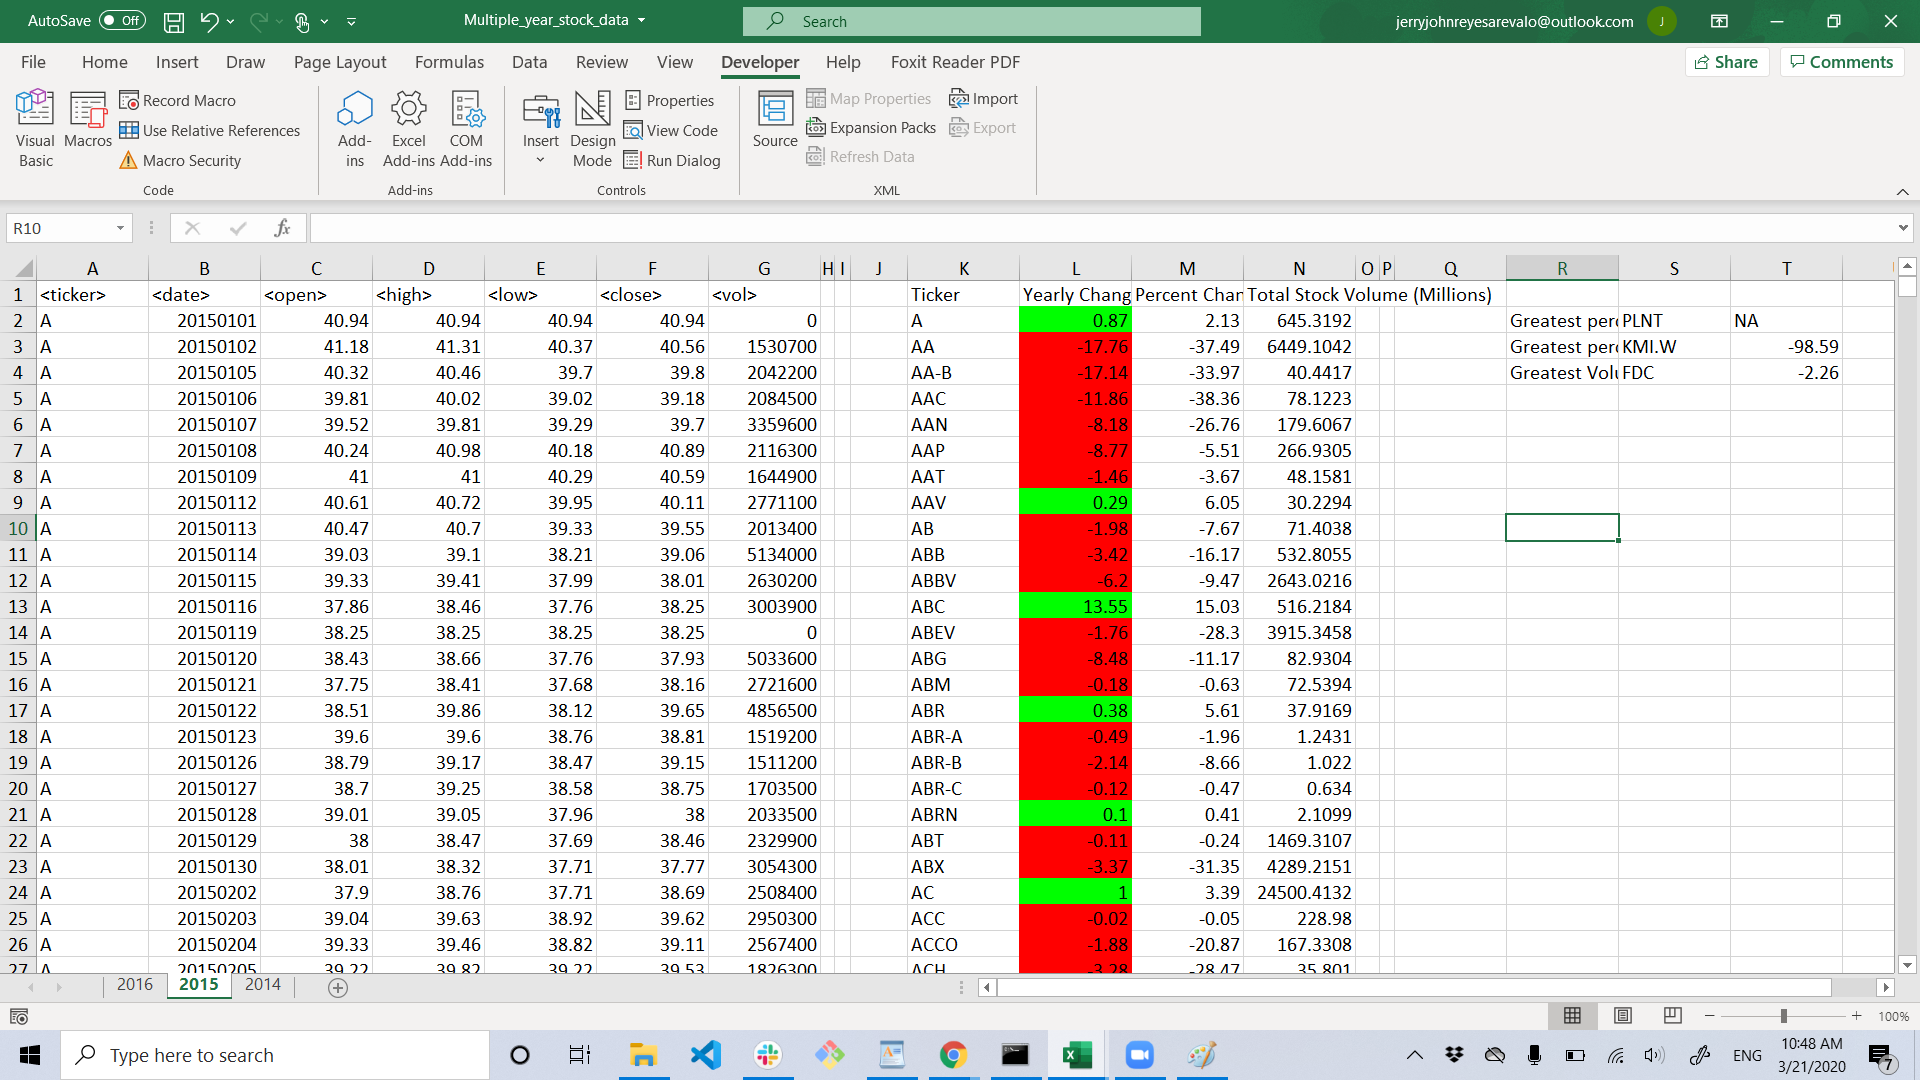 AutoSave Off Multiple_year_stock_data Search jerryjohnreyesarevalo@outlook.com J
File Home Insert Draw Page Layout Formulas Data Review View Developer Help Foxit Reader PDF Share Comments
Visual Basic
Macros
Record Macro
Use Relative References
Macro Security
Code
Add-ins
Excel Add-ins
COM Add-ins
Add-ins
Insert
Design Mode
Properties
View Code
Run Dialog
Controls
Source
Map Properties
Expansion Packs
Refresh Data
Import
Export
XML
R10 fx
A B C D E F G H I J K L M N O P Q R S T
1 <ticker> <date> <open> <high> <low> <close> <vol> Ticker Yearly Chang Percent Chan Total Stock Volume (Millions)
2 A 20150101 40.94 40.94 40.94 40.94 0 A 0.87 2.13 645.3192 Greatest perc PLNT NA
3 A 20150102 41.18 41.31 40.37 40.56 1530700 AA -17.76 -37.49 6449.1042 Greatest perc KMI.W -98.59
4 A 20150105 40.32 40.46 39.7 39.8 2042200 AA-B -17.14 -33.97 40.4417 Greatest Volu FDC -2.26
5 A 20150106 39.81 40.02 39.02 39.18 2084500 AAC -11.86 -38.36 78.1223
6 A 20150107 39.52 39.81 39.29 39.7 3359600 AAN -8.18 -26.76 179.6067
7 A 20150108 40.24 40.98 40.18 40.89 2116300 AAP -8.77 -5.51 266.9305
8 A 20150109 41 41 40.29 40.59 1644900 AAT -1.46 -3.67 48.1581
9 A 20150112 40.61 40.72 39.95 40.11 2771100 AAV 0.29 6.05 30.2294
10 A 20150113 40.47 40.7 39.33 39.55 2013400 AB -1.98 -7.67 71.4038
11 A 20150114 39.03 39.1 38.21 39.06 5134000 ABB -3.42 -16.17 532.8055
12 A 20150115 39.33 39.41 37.99 38.01 2630200 ABBV -6.2 -9.47 2643.0216
13 A 20150116 37.86 38.46 37.76 38.25 3003900 ABC 13.55 15.03 516.2184
14 A 20150119 38.25 38.25 38.25 38.25 0 ABEV -1.76 -28.3 3915.3458
15 A 20150120 38.43 38.66 37.76 37.93 5033600 ABG -8.48 -11.17 82.9304
16 A 20150121 37.75 38.41 37.68 38.16 2721600 ABM -0.18 -0.63 72.5394
17 A 20150122 38.51 39.86 38.12 39.65 4856500 ABR 0.38 5.61 37.9169
18 A 20150123 39.6 39.6 38.76 38.81 1519200 ABR-A -0.49 -1.96 1.2431
19 A 20150126 38.79 39.17 38.47 39.15 1511200 ABR-B -2.14 -8.66 1.022
20 A 20150127 38.7 39.25 38.58 38.75 1703500 ABR-C -0.12 -0.47 0.634
21 A 20150128 39.01 39.05 37.96 38 2033500 ABRN 0.1 0.41 2.1099
22 A 20150129 38 38.47 37.69 38.46 2329900 ABT -0.11 -0.24 1469.3107
23 A 20150130 38.01 38.32 37.71 37.77 3054300 ABX -3.37 -31.35 4289.2151
24 A 20150202 37.9 38.76 37.71 38.69 2508400 AC 1 3.39 24500.4132
25 A 20150203 39.04 39.63 38.92 39.62 2950300 ACC -0.02 -0.05 228.98
26 A 20150204 39.33 39.46 38.82 39.11 2567400 ACCO -1.88 -20.87 167.3308
27 A 20150205 39.22 39.82 39.22 39.53 1826300 ACH -3.28 -28.47 35.801
2016 2015 2014
100%
Type here to search ENG 10:48 AM
3/21/2020 7